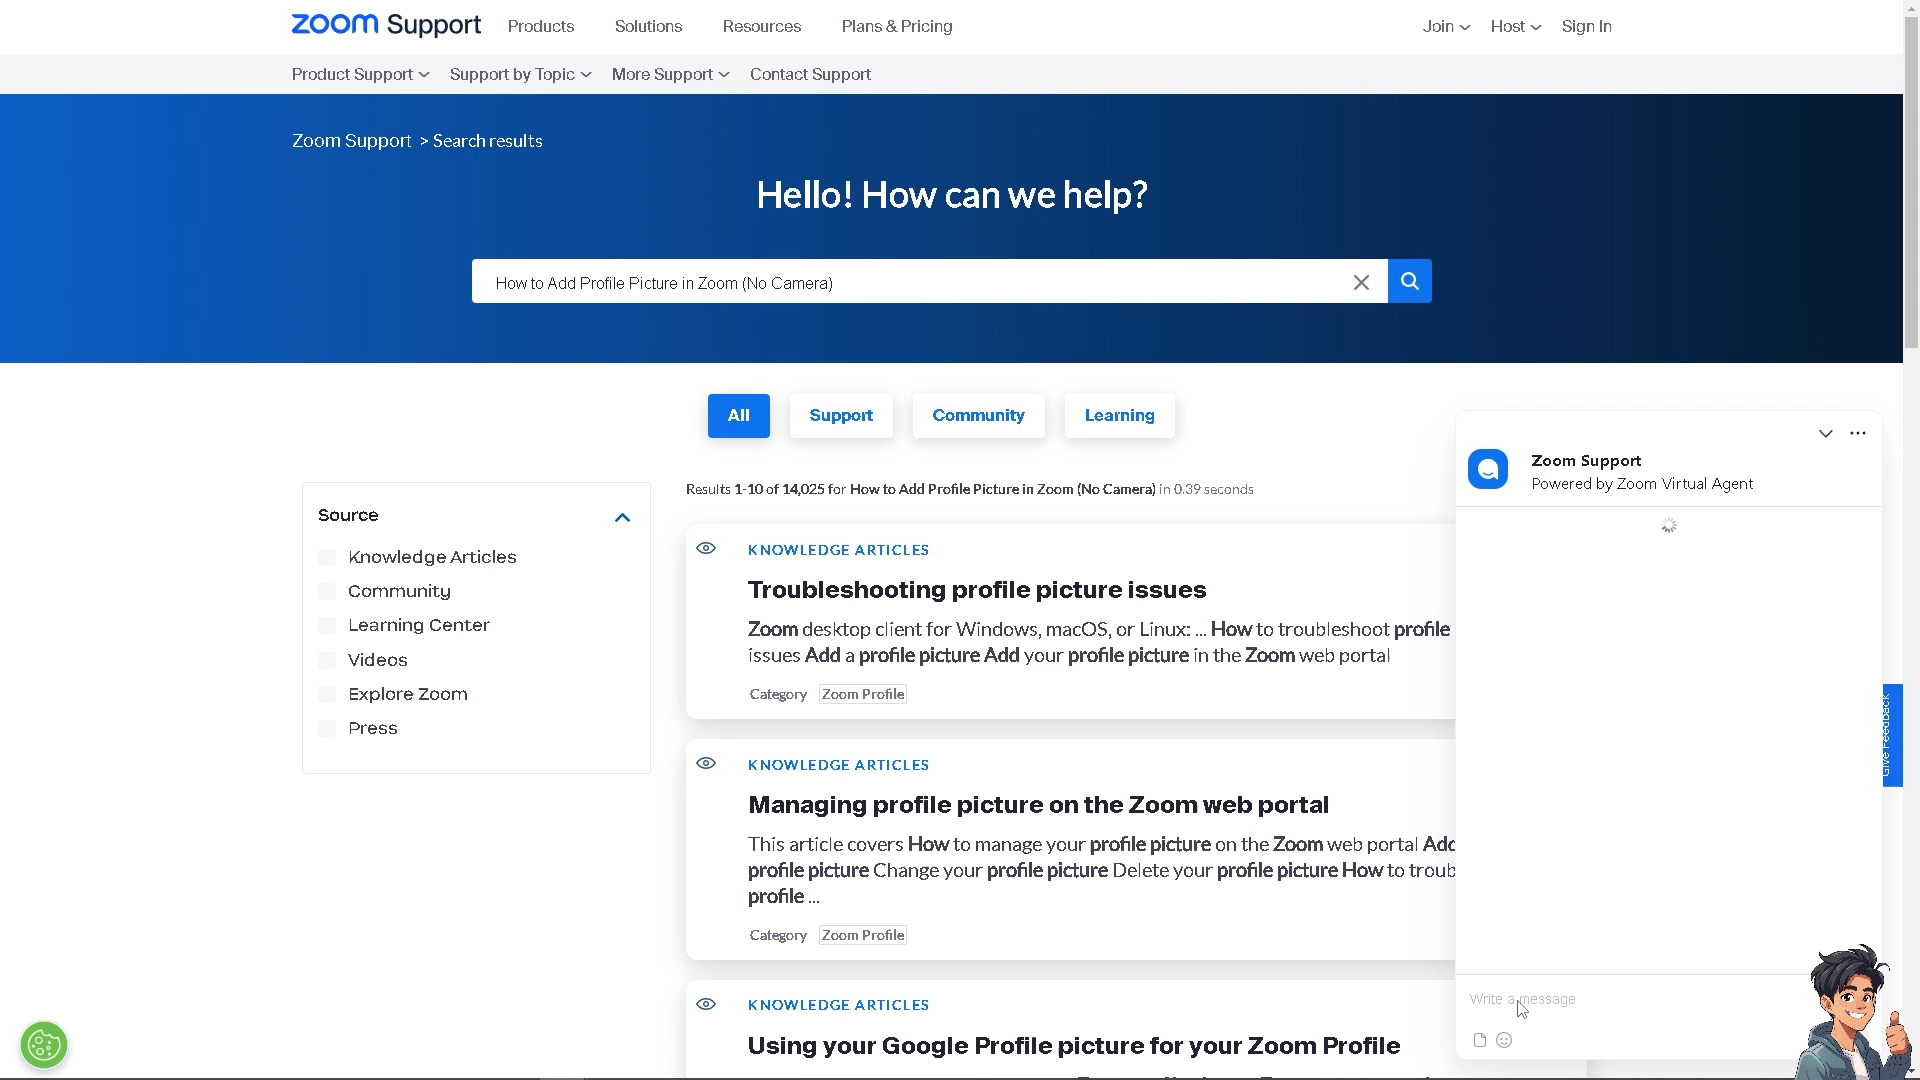 zoom Support Products Solutions Resources Plans & Pricing Join Host Sign In
Product Support Support by Topic More Support Contact Support
Zoom Support > Search results
Hello! How can we help?
How to Add Profile Picture in Zoom (No Camera)
All Support Community Learning
Source
Knowledge Articles
Community
Learning Center
Videos
Explore Zoom
Press
Results 1-10 of 14,025 for How to Add Profile Picture in Zoom (No Camera) in 0.39 seconds
KNOWLEDGE ARTICLES
Troubleshooting profile picture issues
Zoom desktop client for Windows, macOS, or Linux: ... How to troubleshoot profile
issues Add a profile picture Add your profile picture in the Zoom web portal
Category Zoom Profile
KNOWLEDGE ARTICLES
Managing profile picture on the Zoom web portal
This article covers How to manage your profile picture on the Zoom web portal Add
profile picture Change your profile picture Delete your profile picture How to troub
profile ...
Category Zoom Profile
KNOWLEDGE ARTICLES
Using your Google Profile picture for your Zoom Profile
Zoom Support
Powered by Zoom Virtual Agent
Write a message
Give Feedback